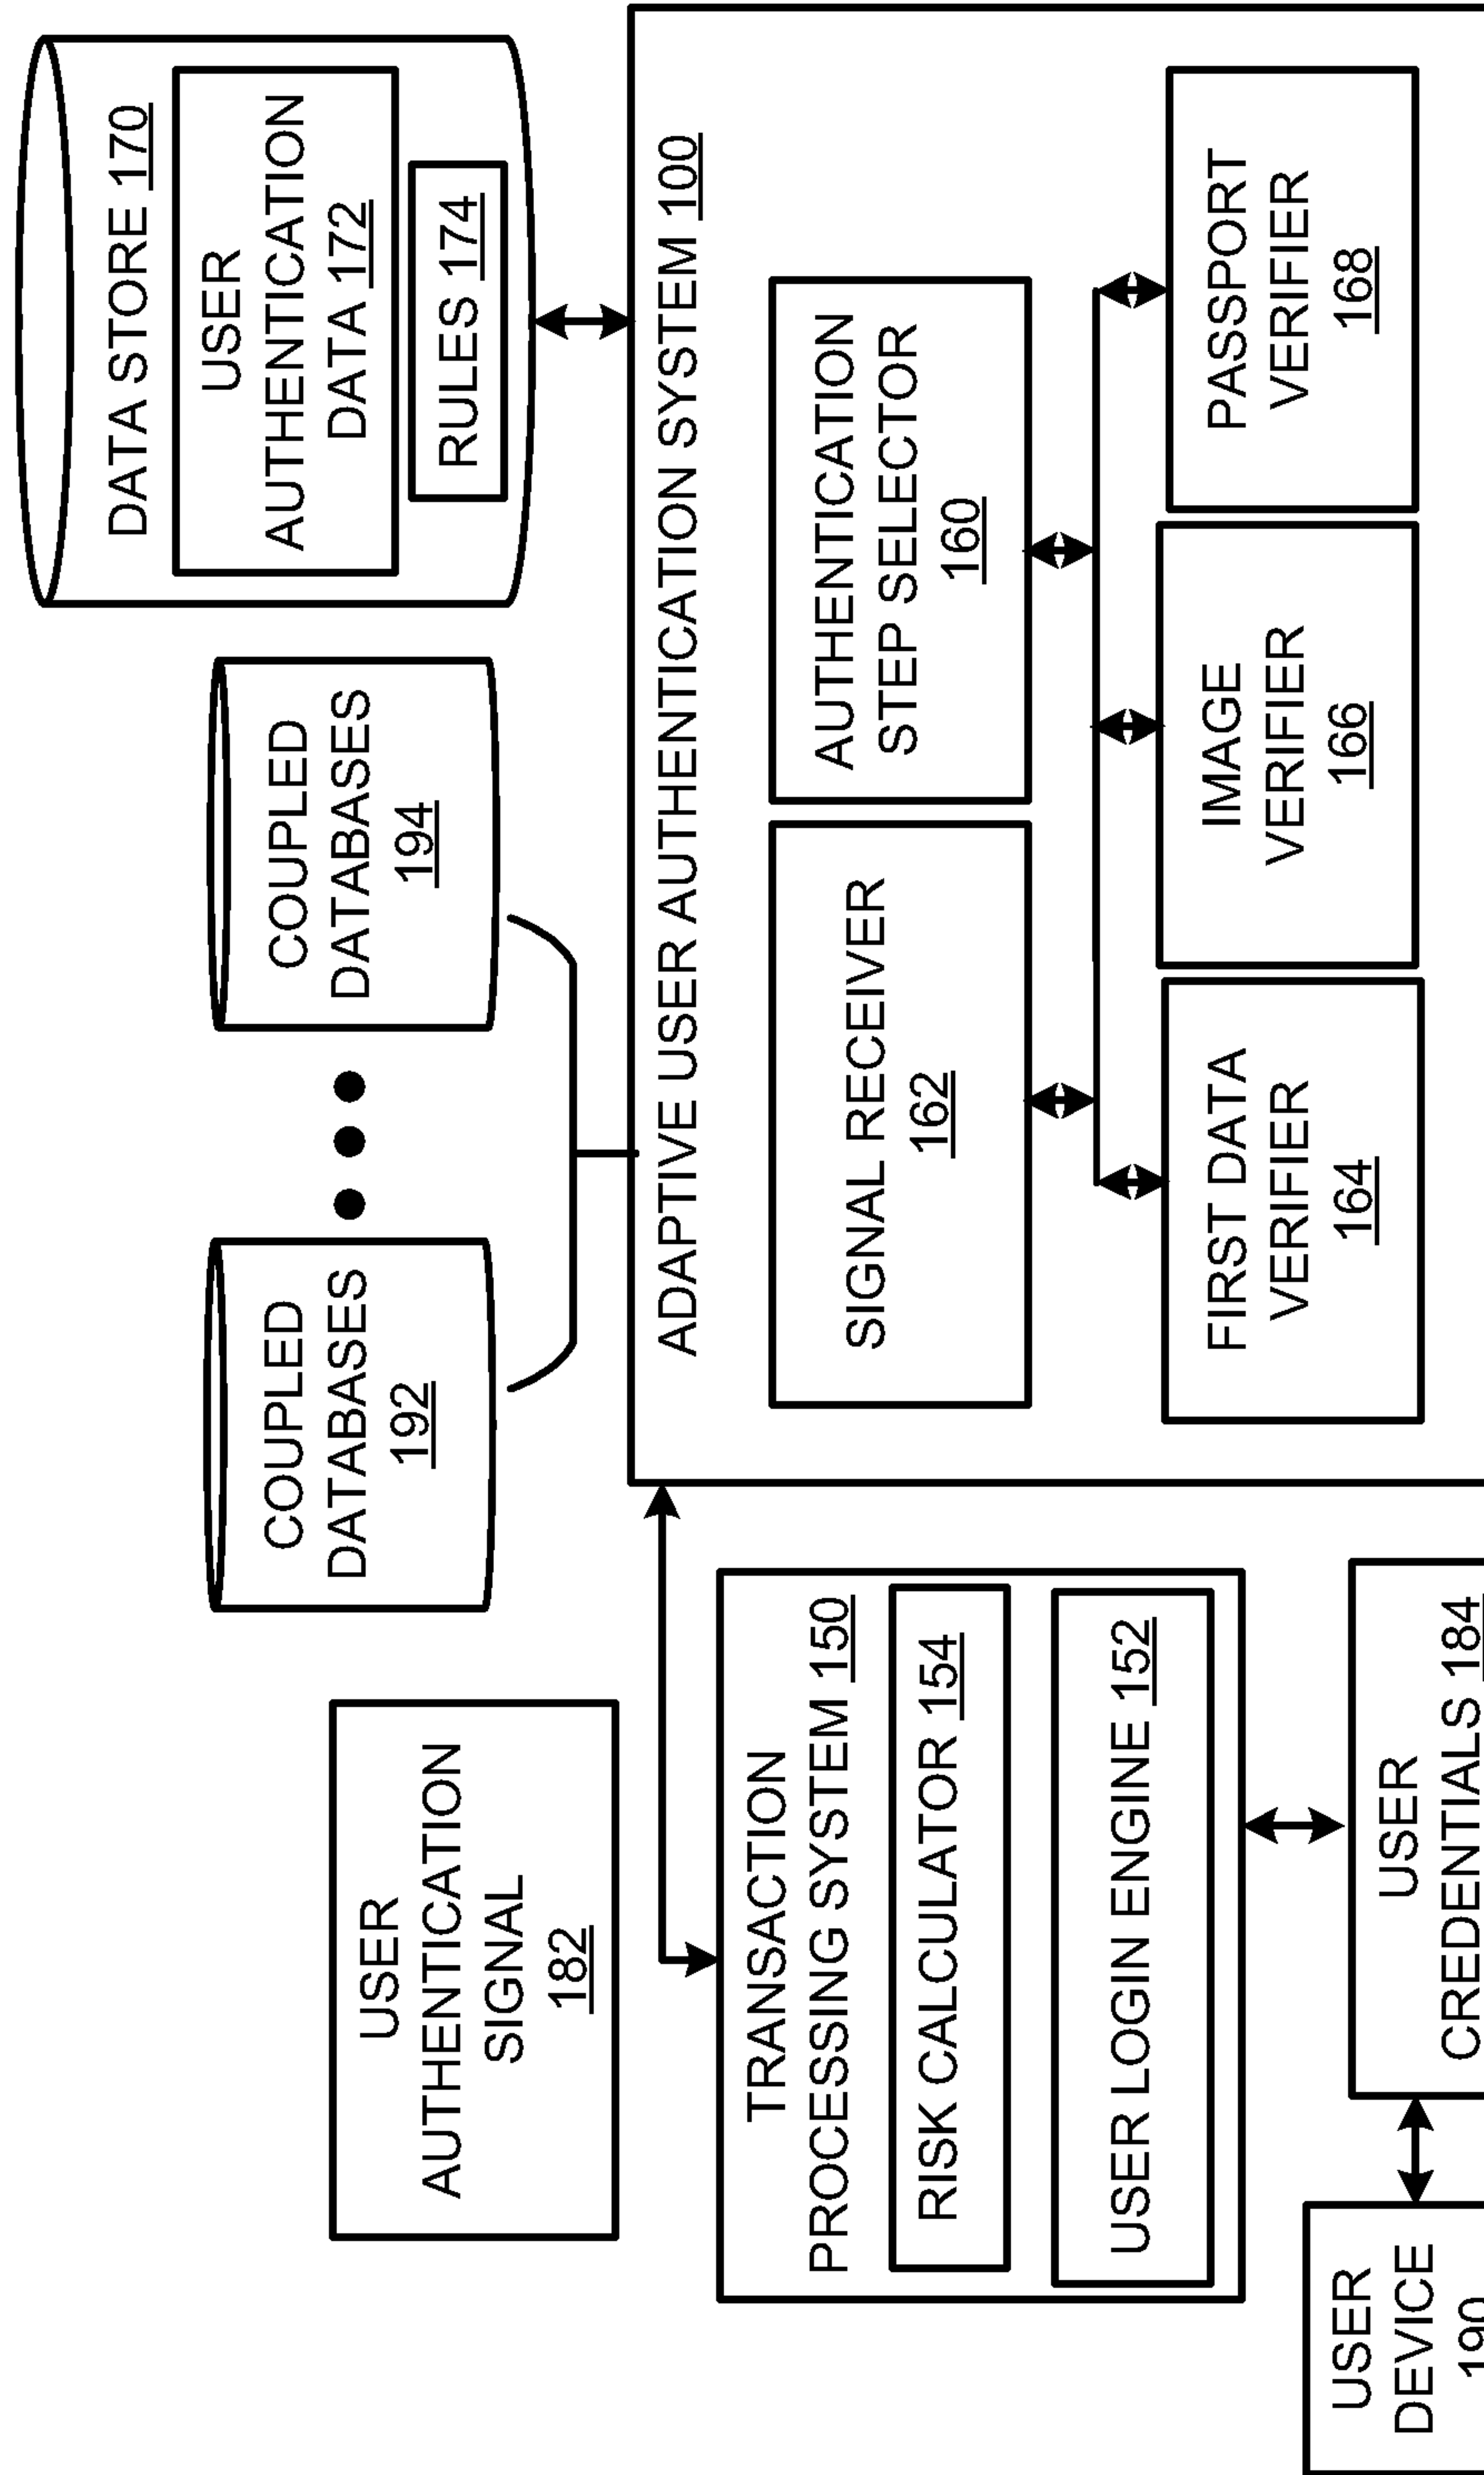 DATA STORE 170
USER
AUTHENTICATION
DATA 172
RULES 174
COUPLED
DATABASES
194
COUPLED
DATABASES
192
USER
AUTHENTICATION
SIGNAL
182
ADAPTIVE USER AUTHENTICATION SYSTEM 100
SIGNAL RECEIVER
162
AUTHENTICATION
STEP SELECTOR
160
FIRST DATA
VERIFIER
164
IMAGE
VERIFIER
166
PASSPORT
VERIFIER
168
TRANSACTION
PROCESSING SYSTEM 150
RISK CALCULATOR 154
USER LOGIN ENGINE 152
USER
CREDENTIALS 184
USER
DEVICE
190